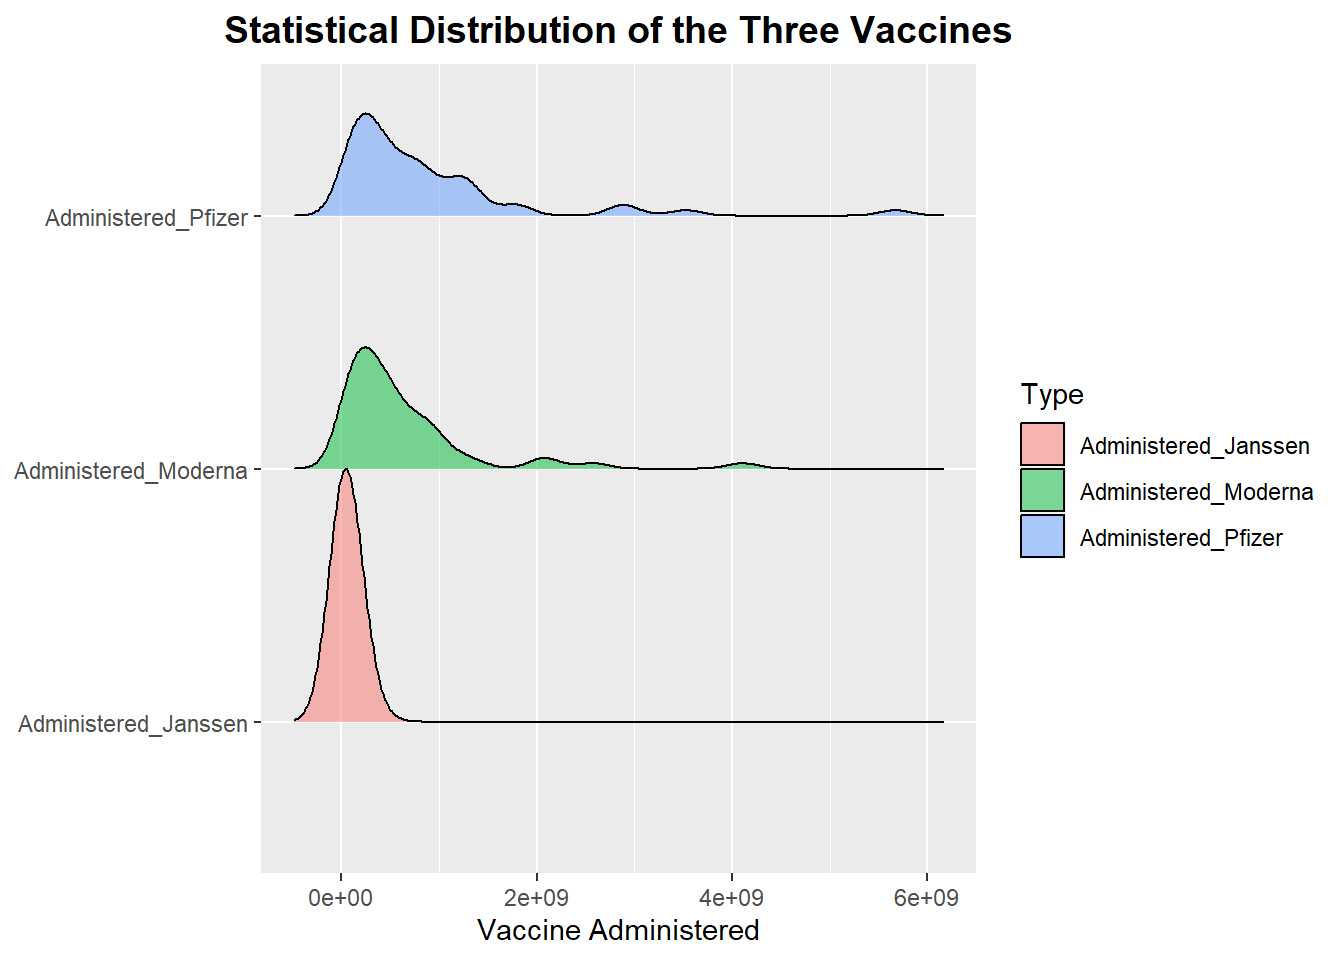 Statistical Distribution of the Three Vaccines
Administered_Pfizer
Administered_Moderna
Administered_Janssen
0e+00
2e+09
4e+09
6e+09
Vaccine Administered
Type
Administered_Janssen
Administered_Moderna
Administered_Pfizer